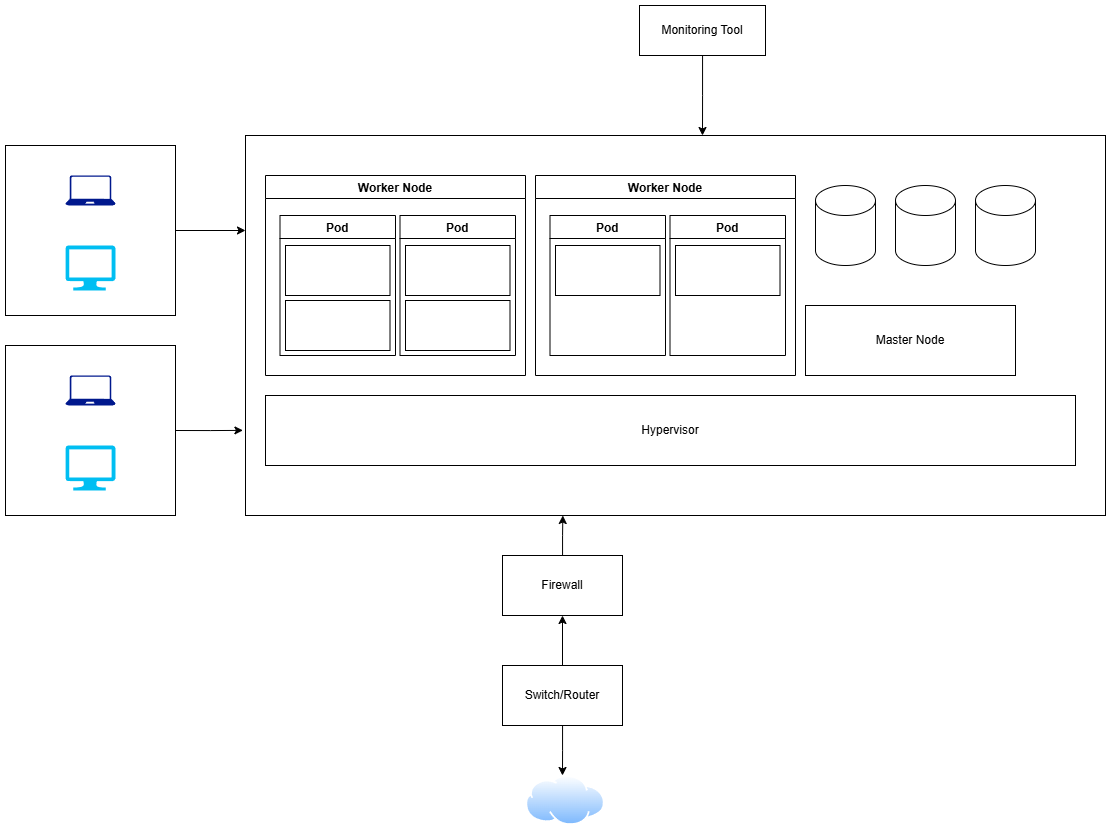 Monitoring Tool
Worker Node
Worker Node
Pod
Pod
Pod
Pod
Master Node
Hypervisor
Firewall
Switch/Router